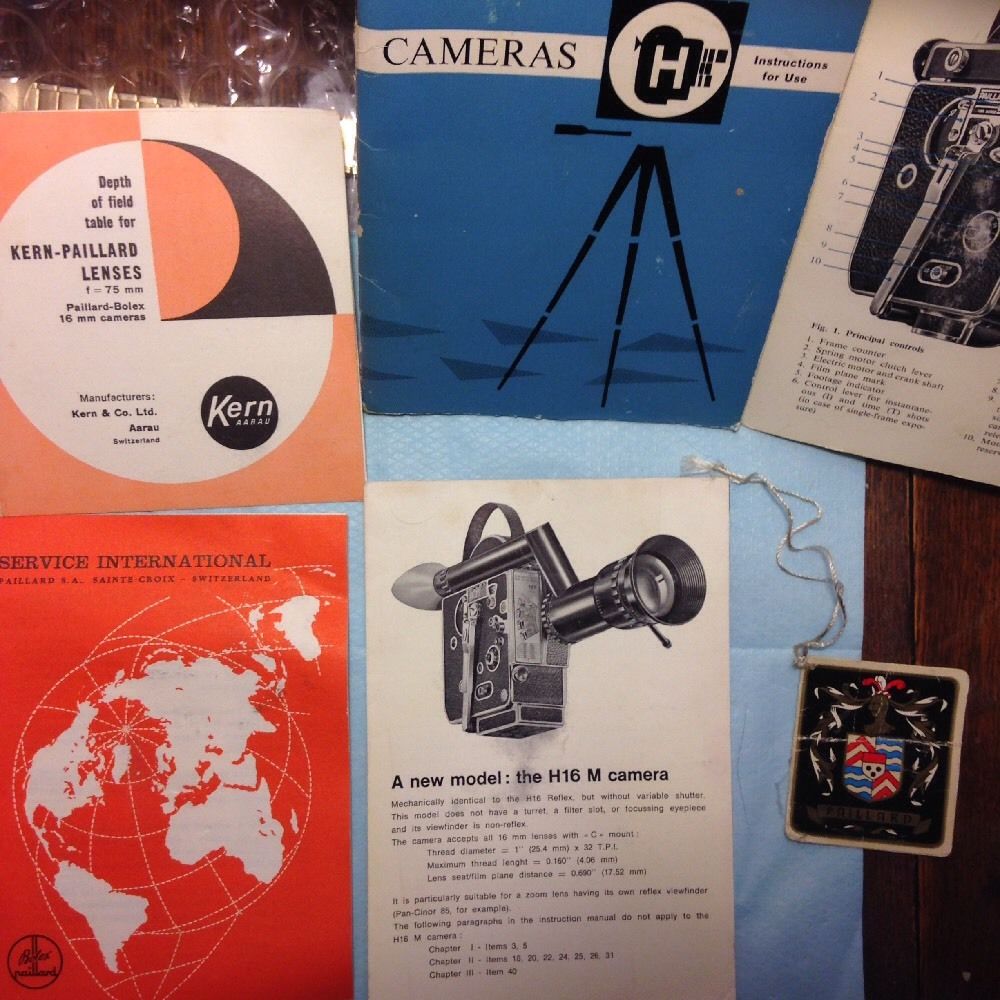 CAMERAS
H
Instructions
for Use
Depth
of field
table for
KERN-PAILLARD
LENSES
f = 75 mm
Paillard-Bolex
16 mm cameras
Manufacturers:
Kern & Co. Ltd.
Aarau
Switzerland
Kern
AARAU
1
2
3
4
5
6
7
8
9
10
Fig. 1. Principal controls
1. Frame counter
2. Spring motor clutch lever
3. Electric motor and crank shaft
4. Film plane mark
5. Footage indicator
6. Control lever for instantane-
ous (I) and time (T) shots
(in case of single-frame expo-
sure)
8.
9.
10.
SERVICE INTERNATIONAL
PAILLARD S.A. SAINTE-CROIX - SWITZERLAND
Bolex
Paillard
A new model : the H16 M camera
Mechanically identical to the H16 Reflex, but without variable shutter.
This model does not have a turret, a filter slot, or focussing eyepiece
and its viewfinder is non-reflex.
The camera accepts all 16 mm lenses with « C » mount :
Thread diameter = 1" (25.4 mm) x 32 T.P.I.
Maximum thread lenght = 0.160" (4.06 mm)
Lens seat/film plane distance = 0.690" (17.52 mm)
It is particularly suitable for a zoom lens having its own reflex viewfinder
(Pan-Cinor 85, for example).
The following paragraphs in the instruction manual do not apply to the
H16 M camera :
Chapter I - Items 3, 5
Chapter II - Items 18, 20, 22, 24, 25, 26, 31
Chapter III - Item 40
PAILLARD